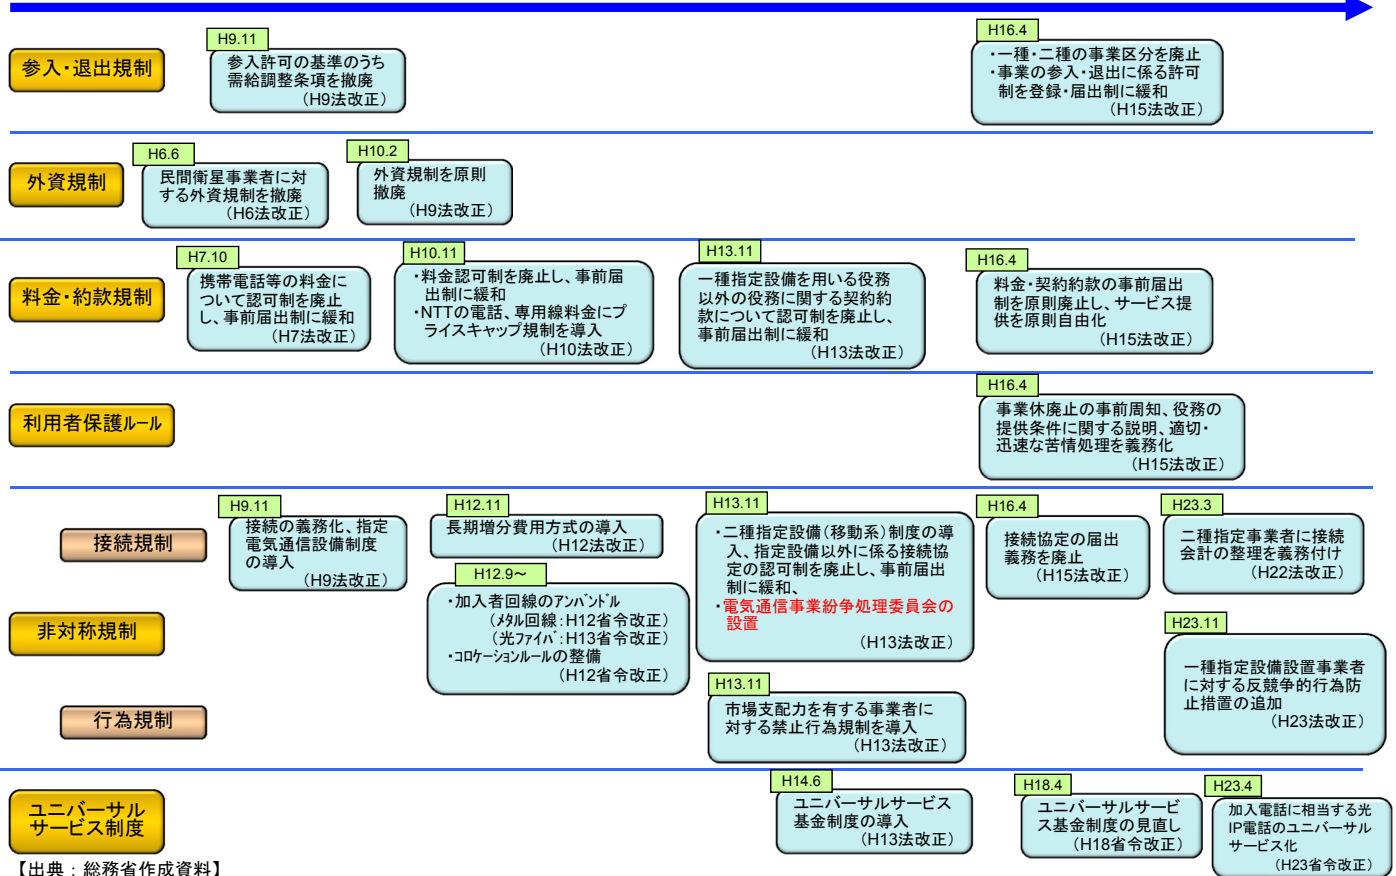 参入・退出規制
H9.11
参入許可の基準のうち
需給調整条項を撤廃
（H9法改正）
H16.4
・一種・二種の事業区分を廃止
・事業の参入・退出に係る許可
制を登録・届出制に緩和
（H15法改正）
外資規制
H6.6
民間衛星事業者に対
する外資規制を撤廃
（H6法改正）
H10.2
外資規制を原則
撤廃
（H9法改正）
料金・約款規制
H7.10
携帯電話等の料金に
ついて認可制を廃止
し、事前届出制に緩和
（H7法改正）
H10.11
・料金認可制を廃止し、事前届
出制に緩和
・NTTの電話、専用線料金にプ
ライスキャップ規制を導入
（H10法改正）
H13.11
一種指定設備を用いる役務
以外の役務に関する契約約
款について認可制を廃止し、
事前届出制に緩和
（H13法改正）
H16.4
料金・契約約款の事前届出
制を原則廃止し、サービス提
供を原則自由化
（H15法改正）
利用者保護ﾙｰﾙ
H16.4
事業休廃止の事前周知、役務の
提供条件に関する説明、適切・
迅速な苦情処理を義務化
（H15法改正）
非対称規制
接続規制
H9.11
接続の義務化、指定
電気通信設備制度
の導入
（H9法改正）
H12.11
長期増分費用方式の導入
（H12法改正）
H12.9～
・加入者回線のｱﾝﾊﾞﾝﾄﾞﾙ
（ﾒﾀﾙ回線：H12省令改正）
（光ﾌｧｲﾊﾞ：H13省令改正）
・ｺﾛｹｰｼｮﾝﾙｰﾙの整備
（H12省令改正）
H13.11
・二種指定設備（移動系）制度の導
入、指定設備以外に係る接続協
定の認可制を廃止し、事前届出
制に緩和、
・電気通信事業紛争処理委員会の
設置
（H13法改正）
H16.4
接続協定の届出
義務を廃止
（H15法改正）
H23.3
二種指定事業者に接続
会計の整理を義務付け
（H22法改正）
行為規制
H13.11
市場支配力を有する事業者に
対する禁止行為規制を導入
（H13法改正）
H23.11
一種指定設備設置事業者
に対する反競争的行為防
止措置の追加
（H23法改正）
ユニバーサル
サービス制度
H14.6
ユニバーサルサービス
基金制度の導入
（H13法改正）
H18.4
ユニバーサルサービ
ス基金制度の見直し
（H18省令改正）
H23.4
加入電話に相当する光
IP電話のユニバーサル
サービス化
（H23省令改正）
【出典：総務省作成資料】